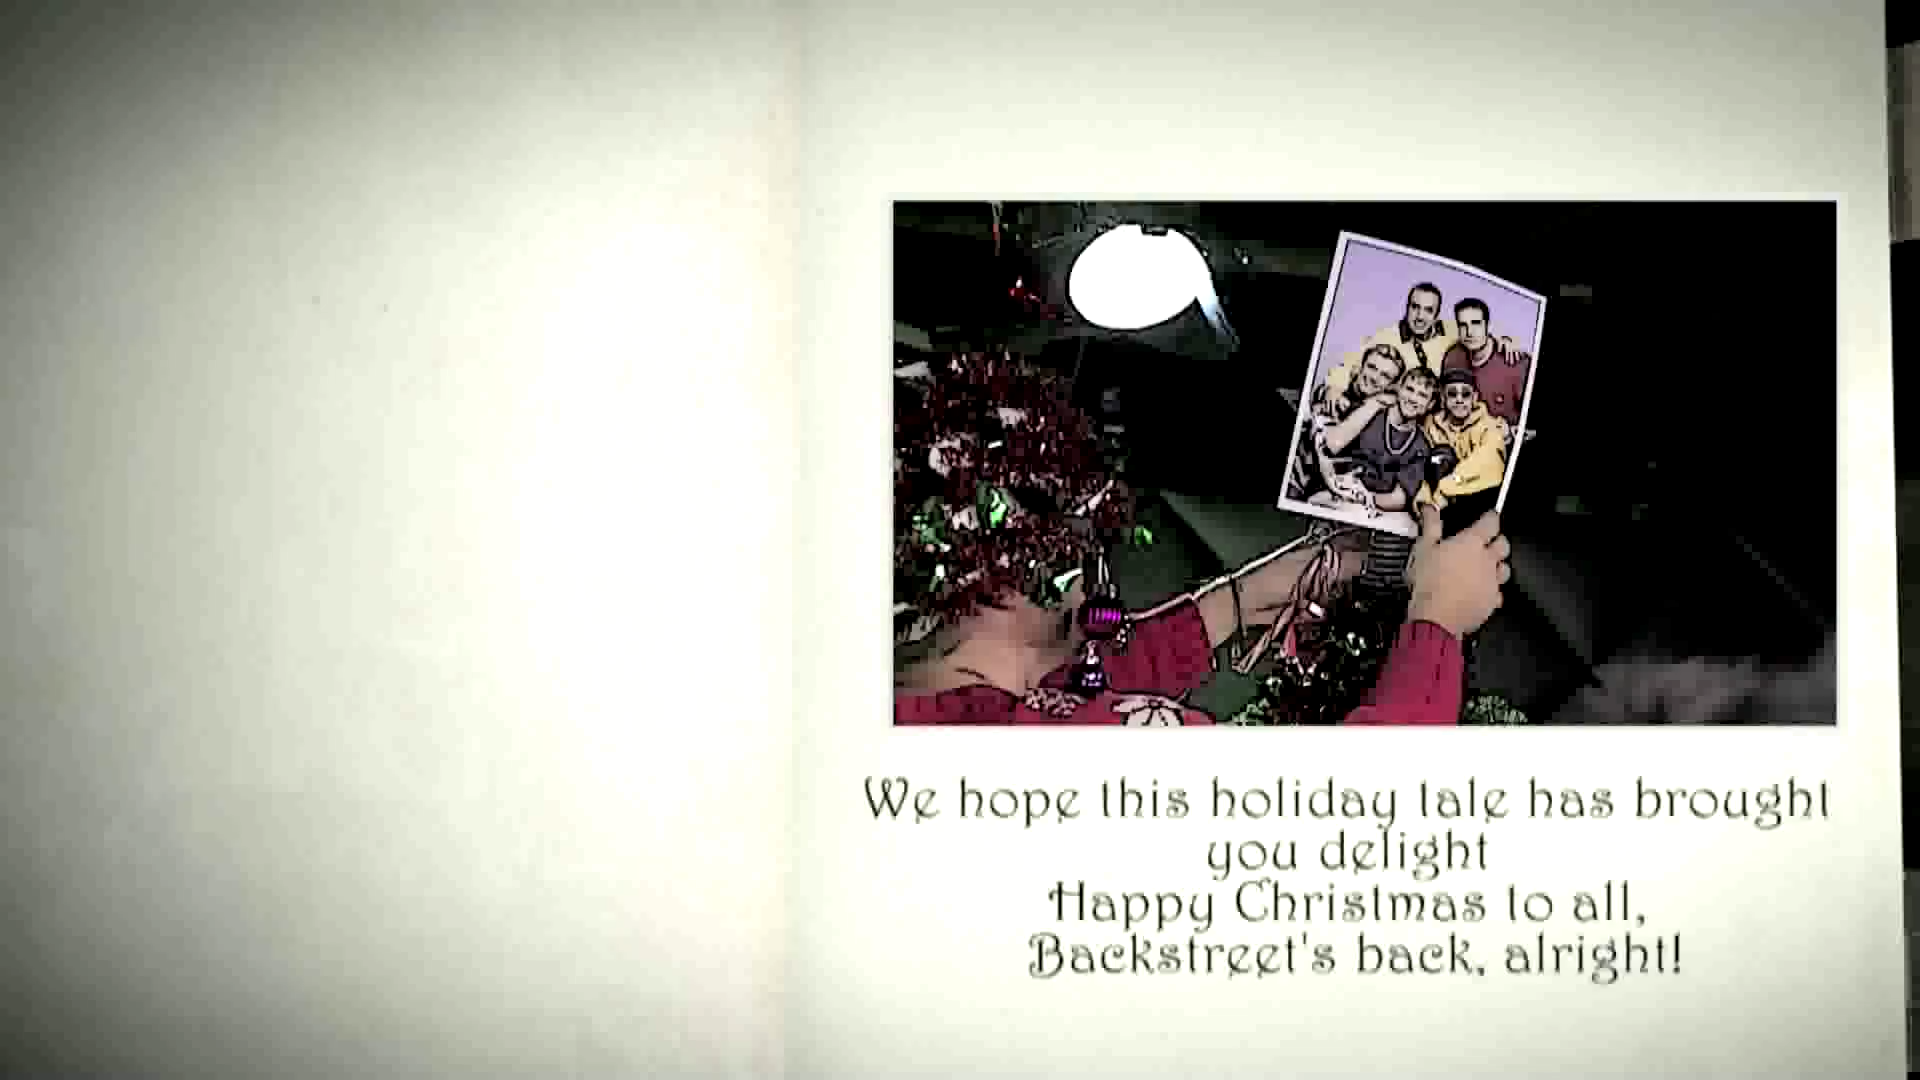 We hope this holiday tale has brought
you delight
Happy Christmas to all,
Backstreet's back, alright!